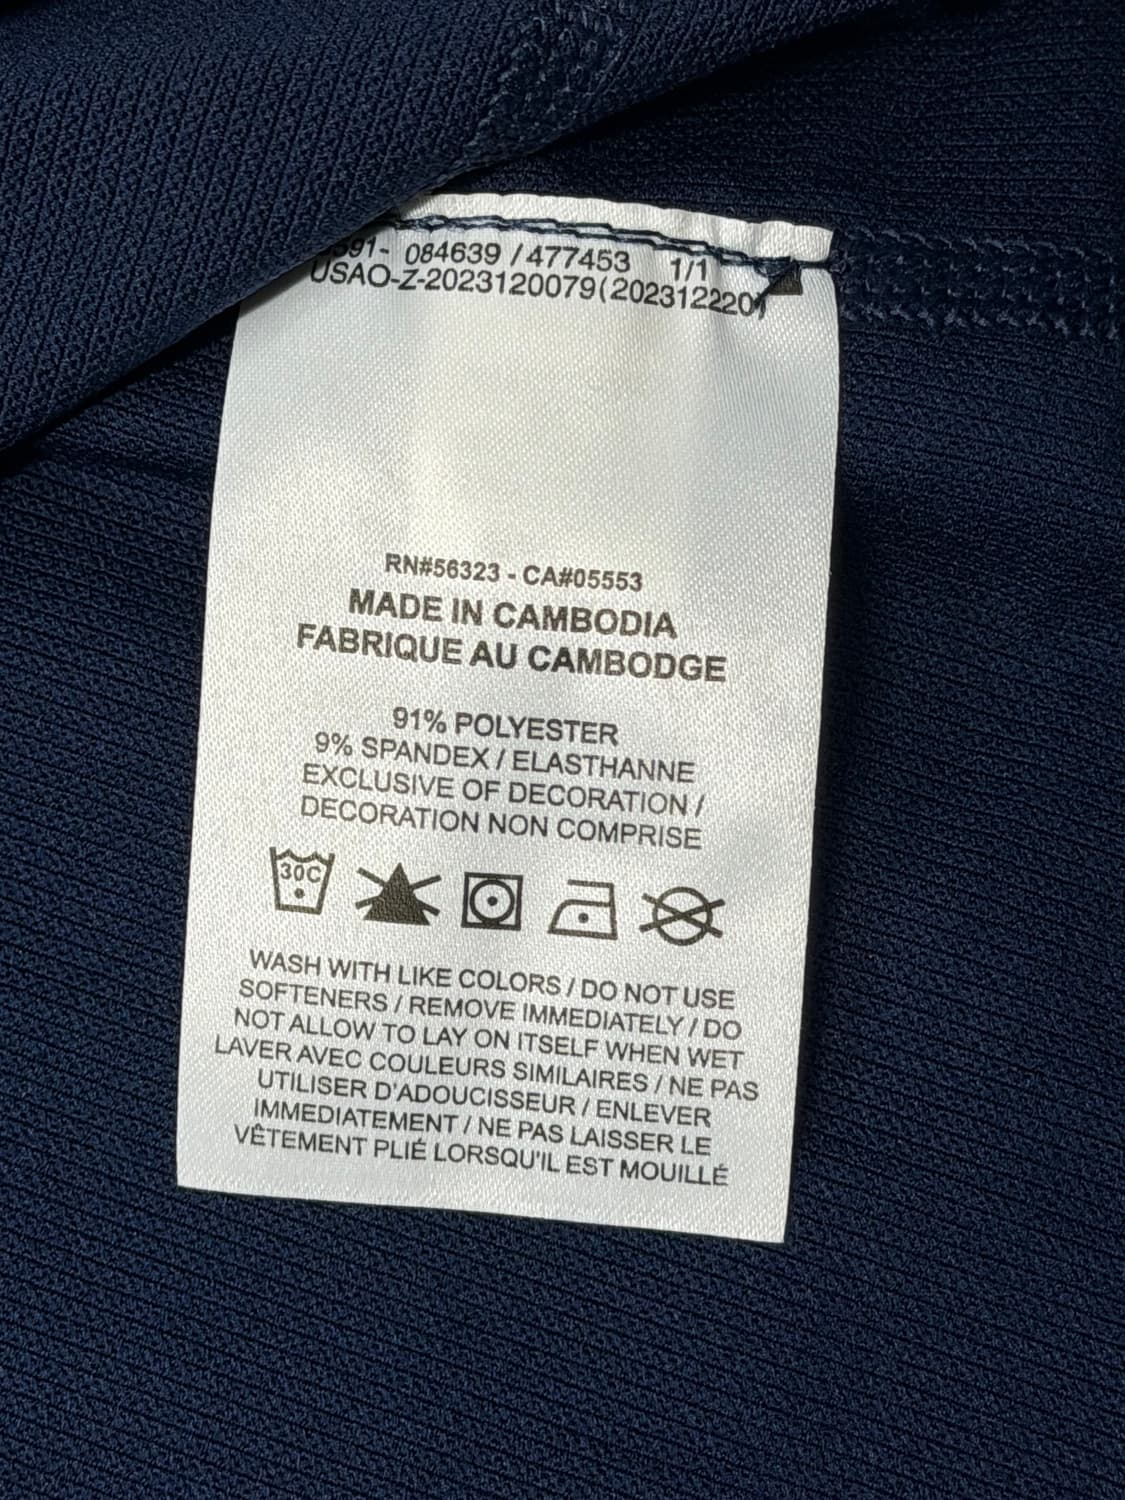 084639 / 477453 1/1
USAO-Z-2023120079(202312220
RN#56323 - CA#05553
MADE IN CAMBODIA
FABRIQUE AU CAMBODGE
91% POLYESTER
9% SPANDEX / ELASTHANNE
EXCLUSIVE OF DECORATION /
DECORATION NON COMPRISE
30C
WASH WITH LIKE COLORS / DO NOT USE
SOFTENERS / REMOVE IMMEDIATELY / DO
NOT ALLOW TO LAY ON ITSELF WHEN WET
LAVER AVEC COULEURS SIMILAIRES / NE PAS
UTILISER D'ADOUCISSEUR / ENLEVER
IMMEDIATEMENT / NE PAS LAISSER LE
VÊTEMENT PLIÉ LORSQU'IL EST MOUILLÉ